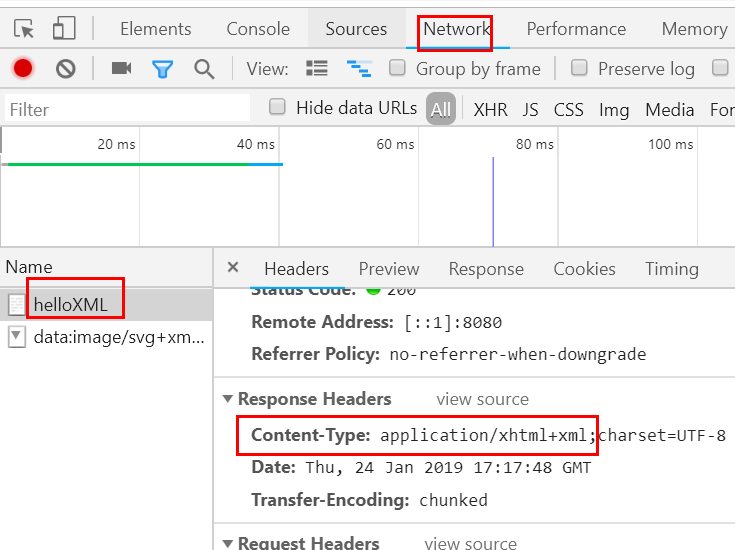 Elements Console Sources Network Performance Memory
View: Group by frame Preserve log
Filter Hide data URLs All XHR JS CSS Img Media Fon
20 ms 40 ms 60 ms 80 ms 100 ms
Name
helloXML
data:image/svg+xm...
× Headers Preview Response Cookies Timing
Status Code: 200
Remote Address: [::1]:8080
Referrer Policy: no-referrer-when-downgrade
Response Headers view source
Content-Type: application/xhtml+xml;charset=UTF-8
Date: Thu, 24 Jan 2019 17:17:48 GMT
Transfer-Encoding: chunked
Request Headers view source